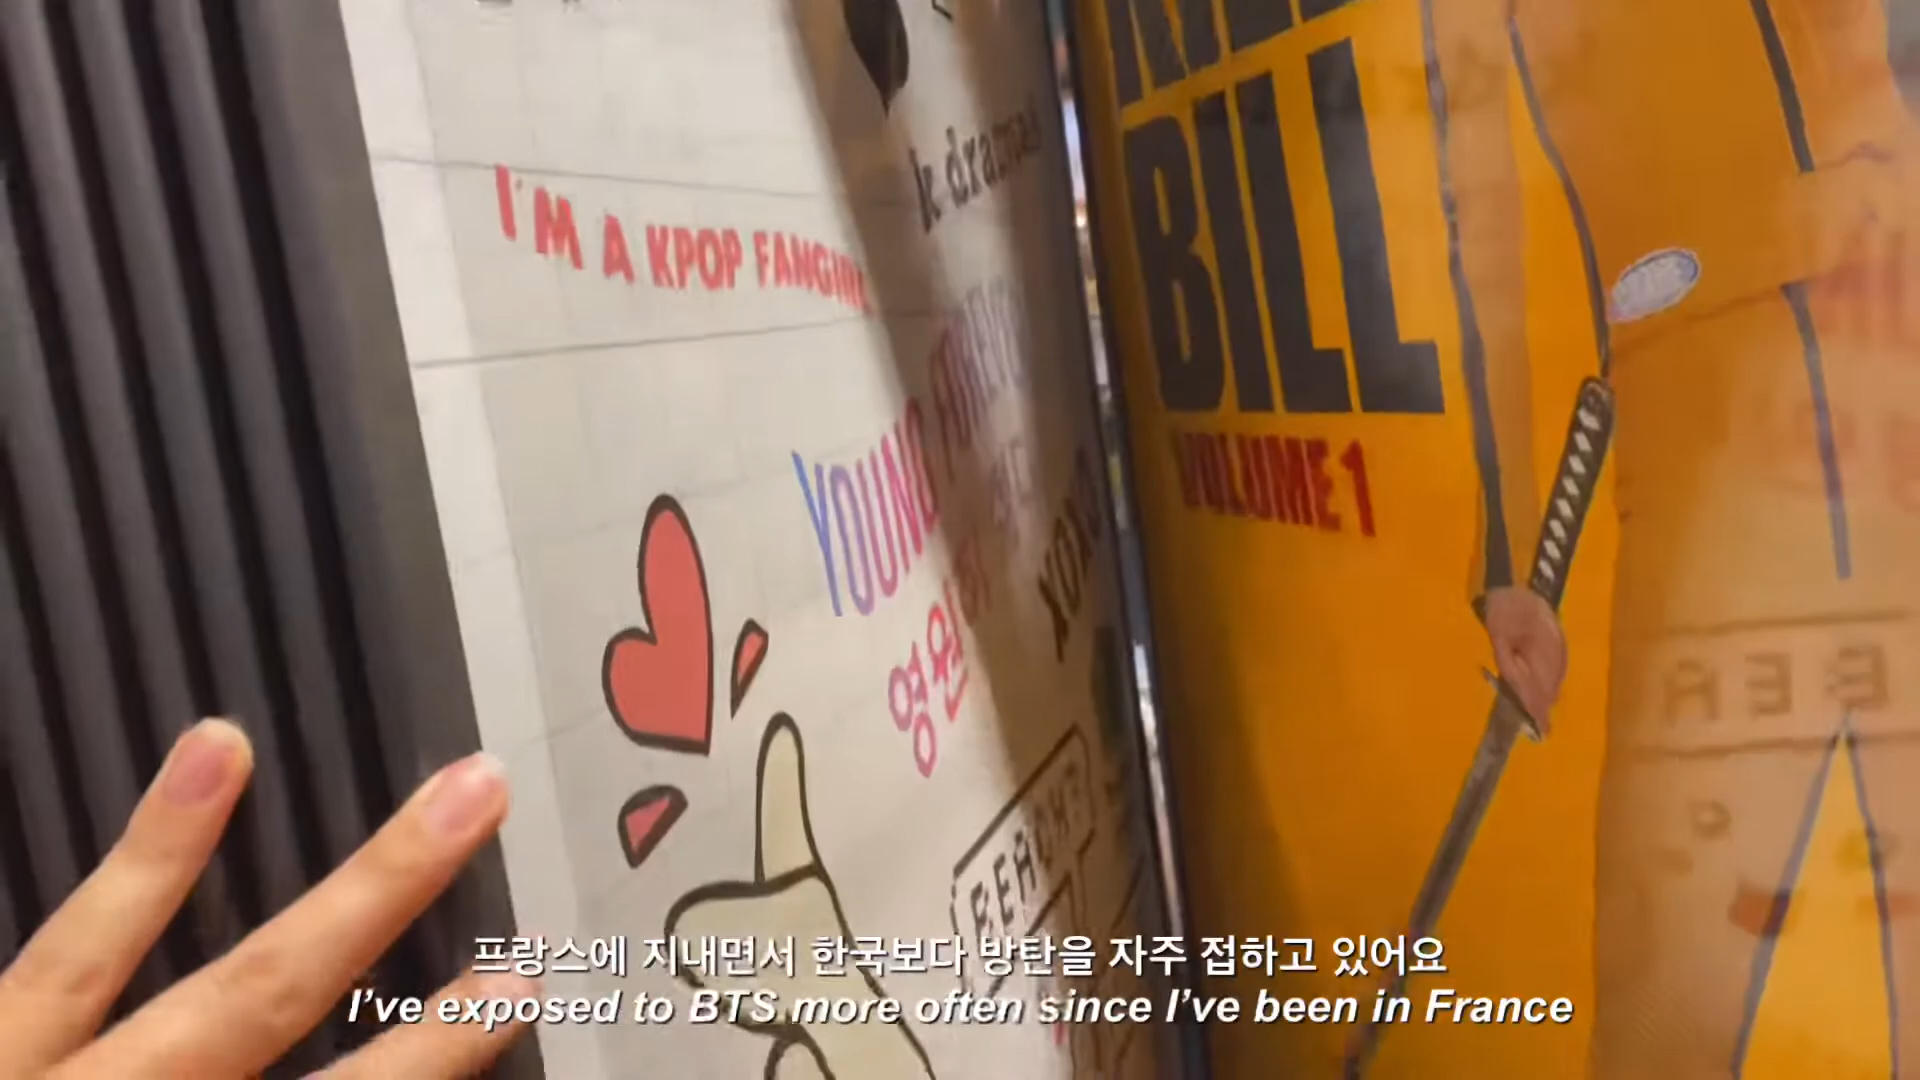 k dramas
I'M A KPOP FANGIRL
YOUNG FOREVER
영원히
XOXO
BILL
VOLUME 1
프랑스에 지내면서 한국보다 방탄을 자주 접하고 있어요
I've exposed to BTS more often since I've been in France